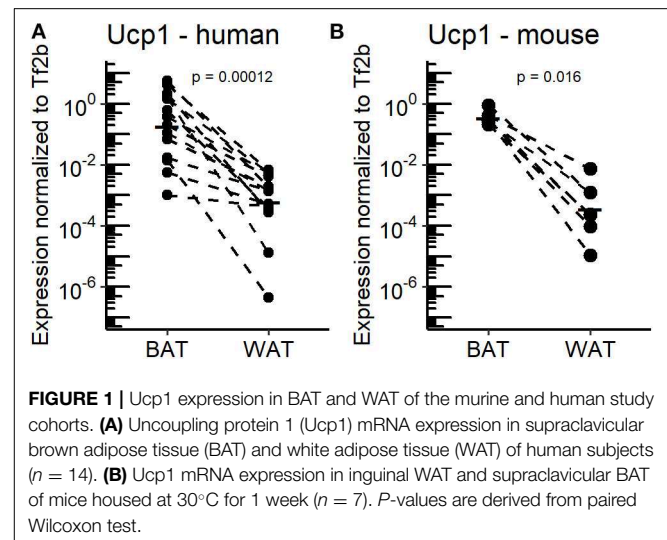 A Ucp1 - human
B Ucp1 - mouse
Expression normalized to Tf2b
10⁰
10⁻²
10⁻⁴
10⁻⁶
p = 0.00012
BAT WAT
Expression normalized to Tf2b
10⁰
10⁻²
10⁻⁴
10⁻⁶
p = 0.016
BAT WAT
FIGURE 1 | Ucp1 expression in BAT and WAT of the murine and human study
cohorts. (A) Uncoupling protein 1 (Ucp1) mRNA expression in supraclavicular
brown adipose tissue (BAT) and white adipose tissue (WAT) of human subjects
(n = 14). (B) Ucp1 mRNA expression in inguinal WAT and supraclavicular BAT
of mice housed at 30°C for 1 week (n = 7). P-values are derived from paired
Wilcoxon test.